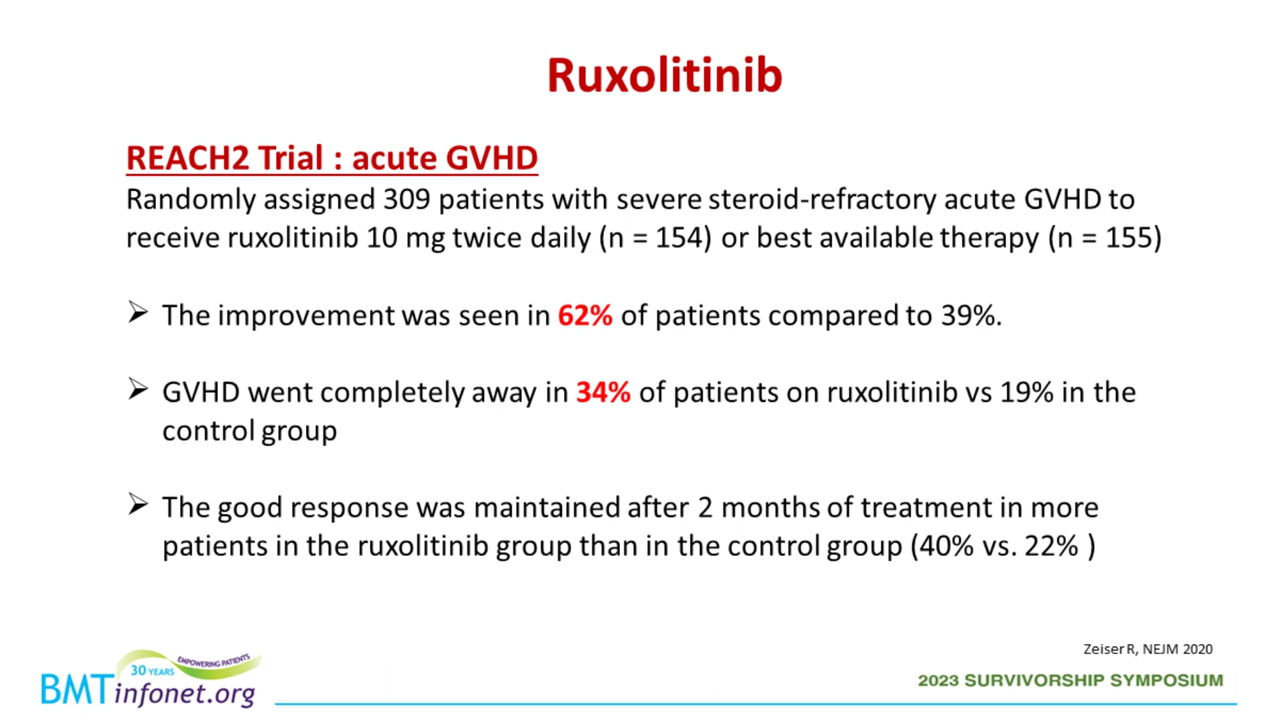 Ruxolitinib
REACH2 Trial : acute GVHD
Randomly assigned 309 patients with severe steroid-refractory acute GVHD to
receive ruxolitinib 10 mg twice daily (n = 154) or best available therapy (n = 155)
➢ The improvement was seen in 62% of patients compared to 39%.
➢ GVHD went completely away in 34% of patients on ruxolitinib vs 19% in the
control group
➢ The good response was maintained after 2 months of treatment in more
patients in the ruxolitinib group than in the control group (40% vs. 22% )
Zeiser R, NEJM 2020
30 YEARS EMPOWERING PATIENTS
BMTinfonet.org
2023 SURVIVORSHIP SYMPOSIUM